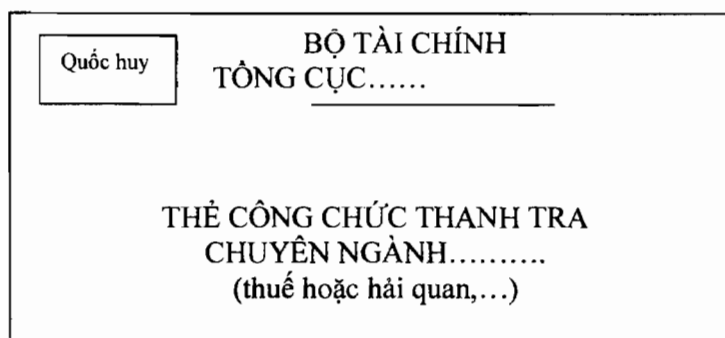 Quốc huy
BỘ TÀI CHÍNH
TỔNG CỤC……
THẺ CÔNG CHỨC THANH TRA
CHUYÊN NGÀNH……….
(thuế hoặc hải quan,…)